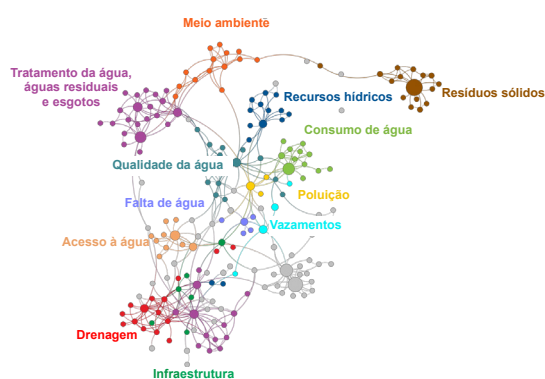 Meio ambiente
Tratamento da água,
águas residuais
e esgotos
Recursos hídricos
Resíduos sólidos
Consumo de água
Qualidade da água
Poluição
Falta de água
Vazamentos
Acesso à água
Drenagem
Infraestrutura